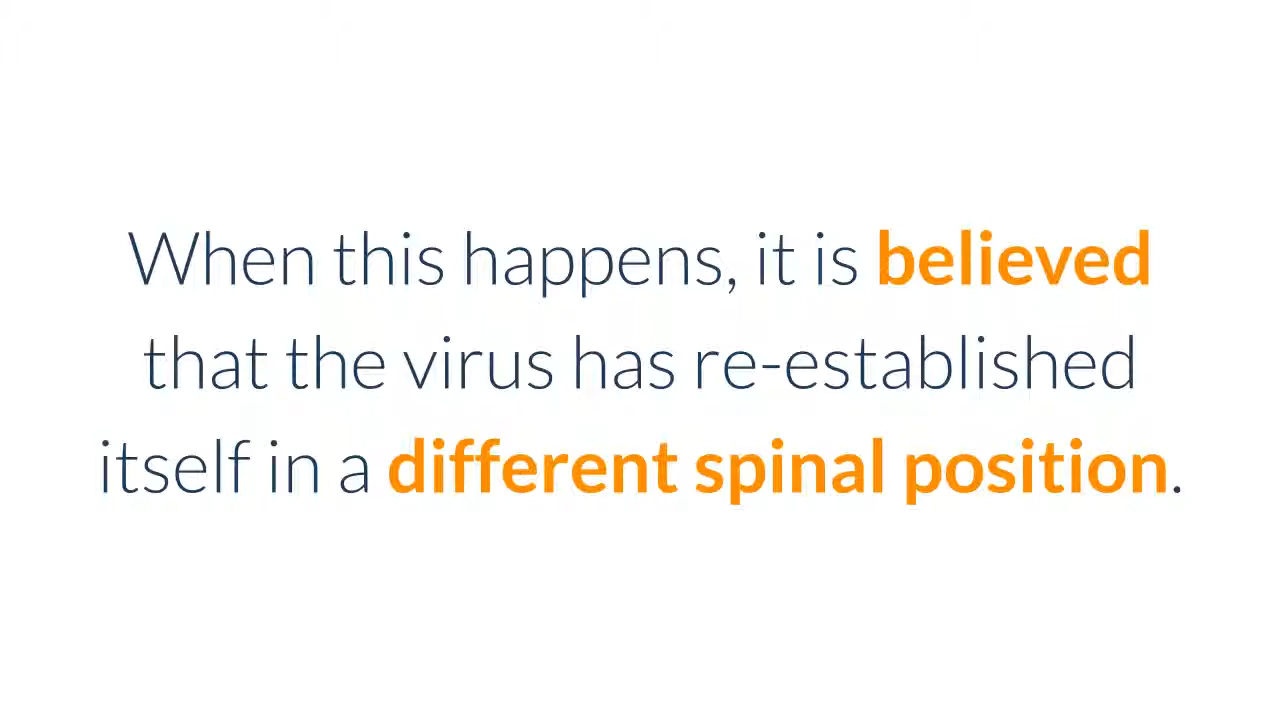 When this happens, it is believed
that the virus has re-established
itself in a different spinal position.